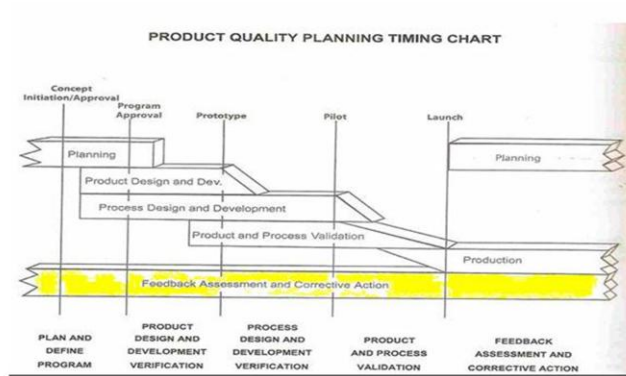 PRODUCT QUALITY PLANNING TIMING CHART
Concept
Initiation/Approval
Program
Approval
Prototype
Pilot
Launch
Planning
Planning
Product Design and Dev.
Process Design and Development
Product and Process Validation
Production
Feedback Assessment and Corrective Action
PLAN AND
DEFINE
PROGRAM
PRODUCT
DESIGN AND
DEVELOPMENT
VERIFICATION
PROCESS
DESIGN AND
DEVELOPMENT
VERIFICATION
PRODUCT
AND PROCESS
VALIDATION
FEEDBACK
ASSESSMENT AND
CORRECTIVE ACTION